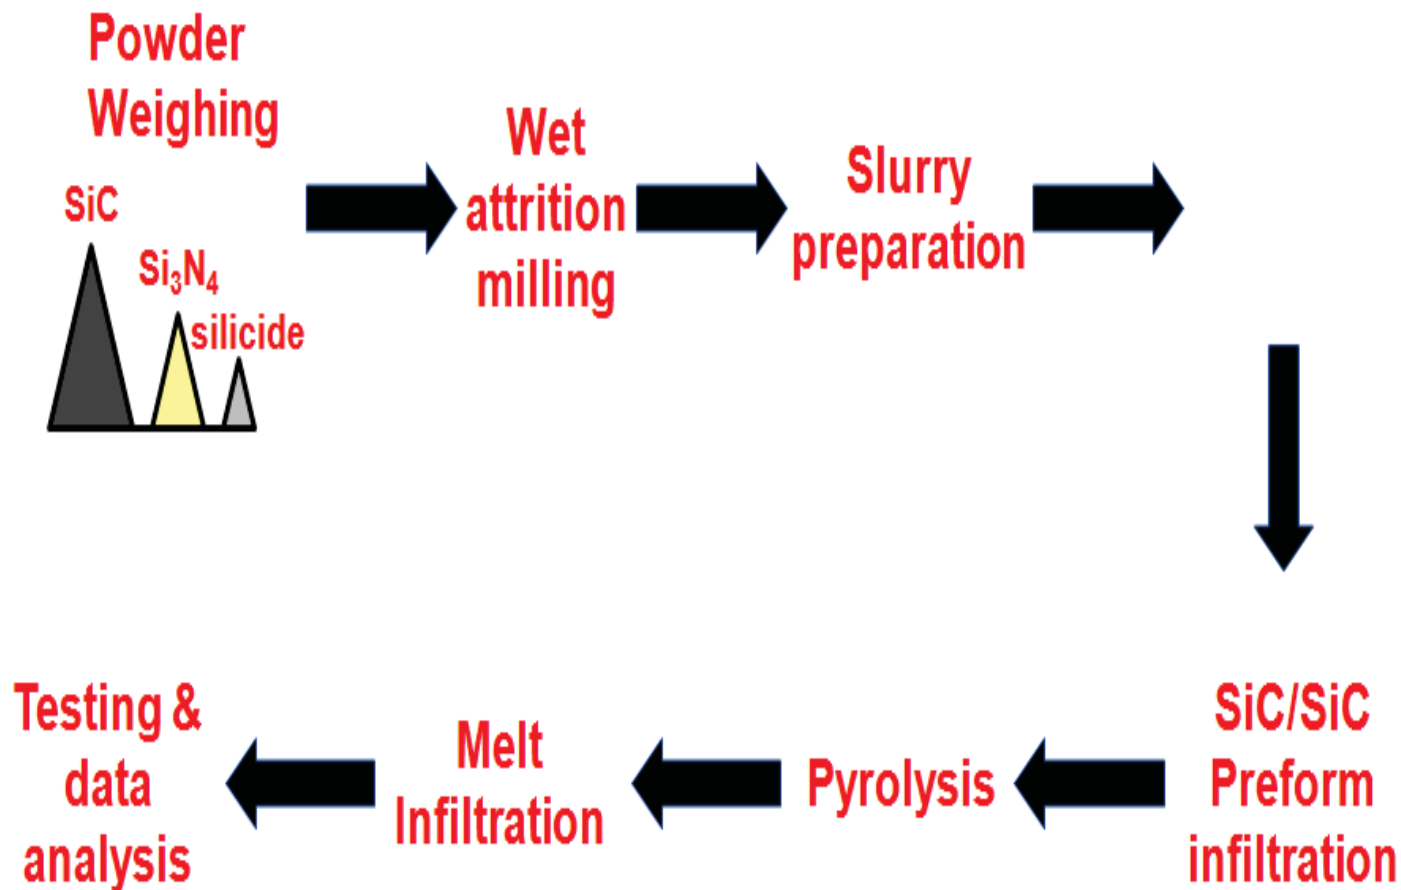 Powder
Weighing
SiC
Si₃N₄
silicide
Wet
attrition
milling
Slurry
preparation
SiC/SiC
Preform
infiltration
Pyrolysis
Melt
Infiltration
Testing &
data
analysis